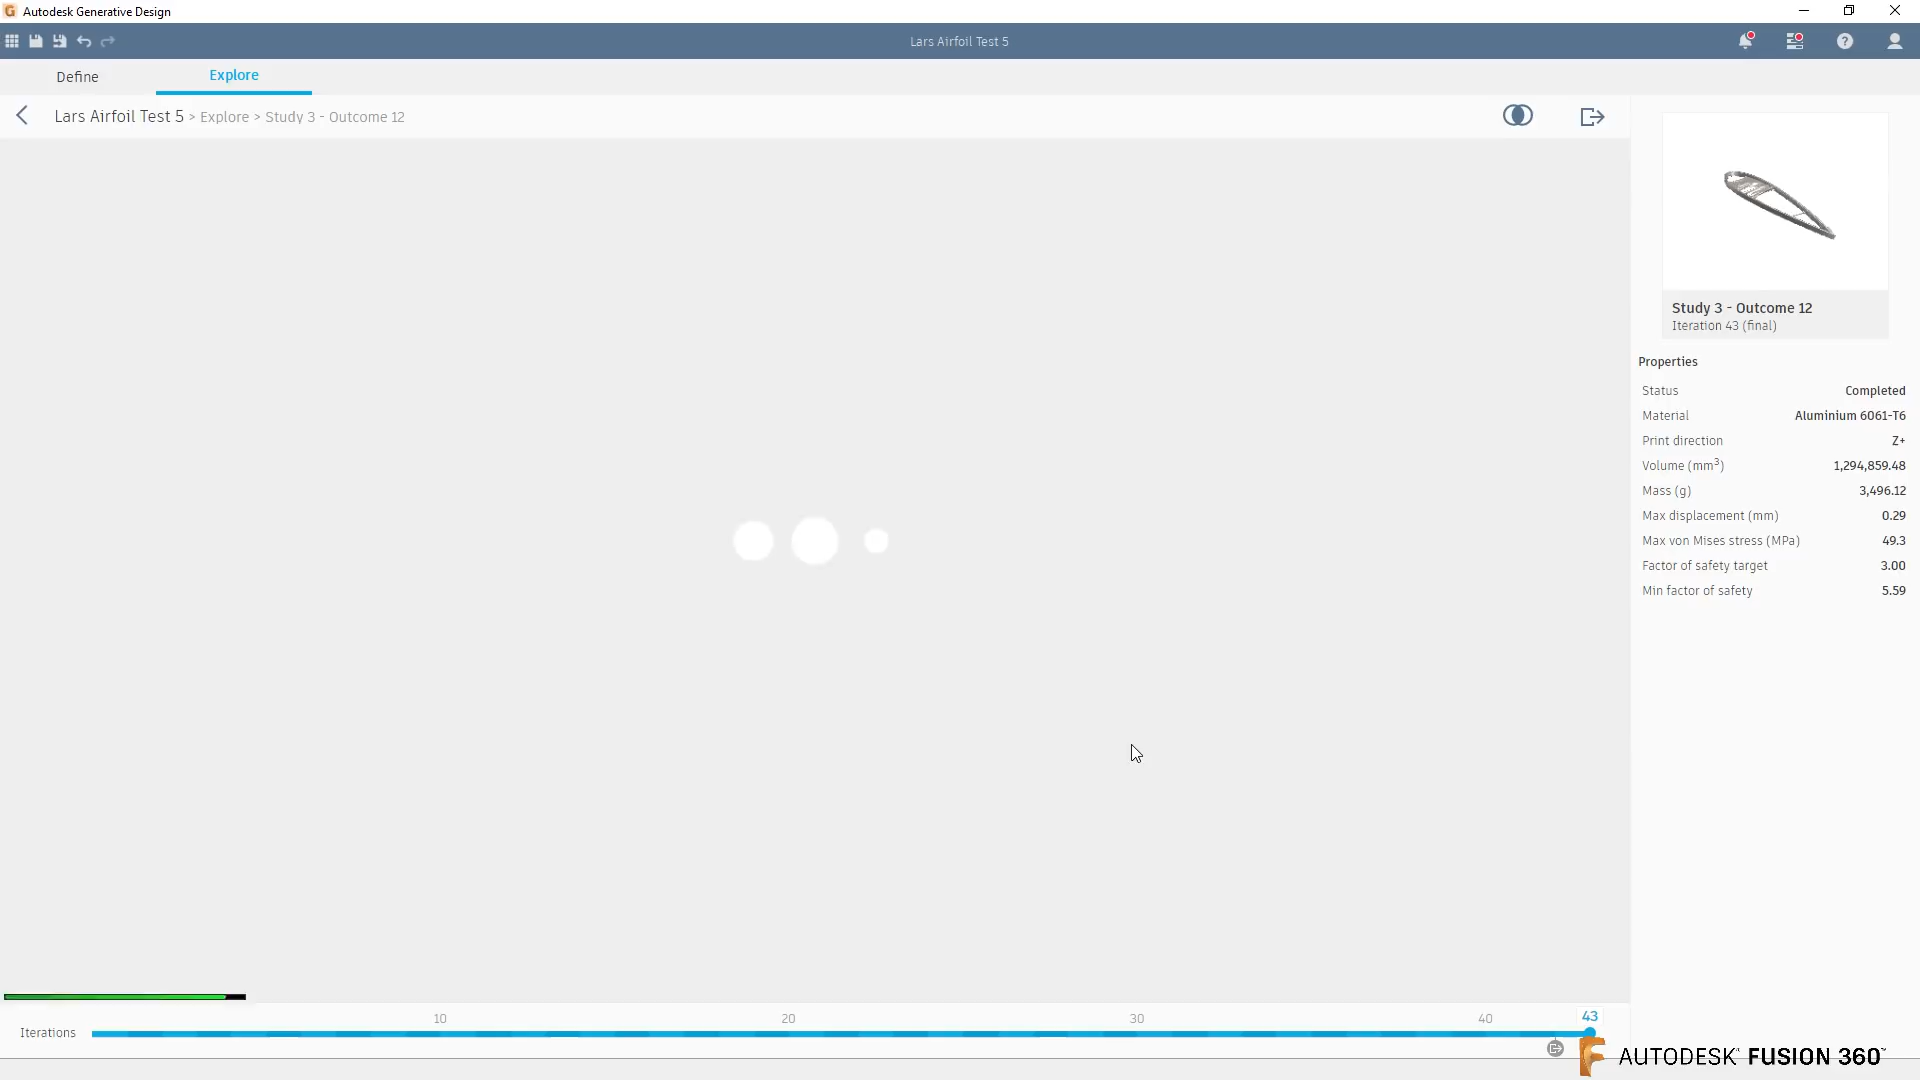 Autodesk Generative Design
Lars Airfoil Test 5
Define
Explore
Lars Airfoil Test 5 > Explore > Study 3 - Outcome 12
Study 3 - Outcome 12
Iteration 43 (final)
Properties
Status Completed
Material Aluminium 6061-T6
Print direction Z+
Volume (mm3) 1,294,859.48
Mass (g) 3,496.12
Max displacement (mm) 0.29
Max von Mises stress (MPa) 49.3
Factor of safety target 3.00
Min factor of safety 5.59
10 20 30 40 43
Iterations
AUTODESK FUSION 360